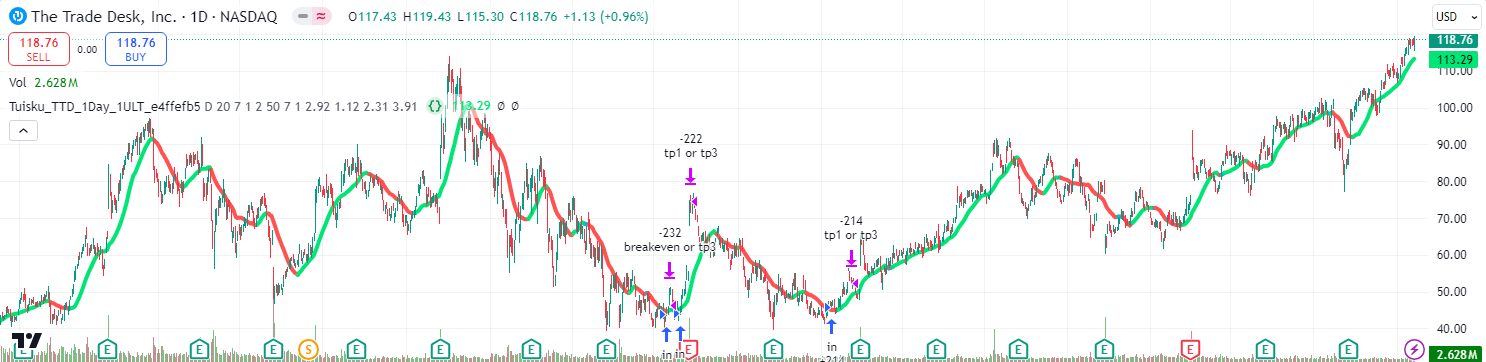 The Trade Desk, Inc. · 1D · NASDAQ O117.43 H119.43 L115.30 C118.76 +1.13 (+0.96%)
USD
118.76
SELL
0.00
118.76
BUY
Vol 2.628M
Tuisku_TTD_1Day_1ULT_e4ffefb5 D 20 7 1 2 50 7 1 2.92 1.12 2.31 3.91 {} 113.29 Ø Ø
118.76
113.29
110.00
100.00
90.00
80.00
70.00
60.00
50.00
40.00
2.628M
-222
tp1 or tp3
-232
breakeven or tp3
-214
tp1 or tp3
in in
in
E E E E S E E E E E E E E E E E E E E